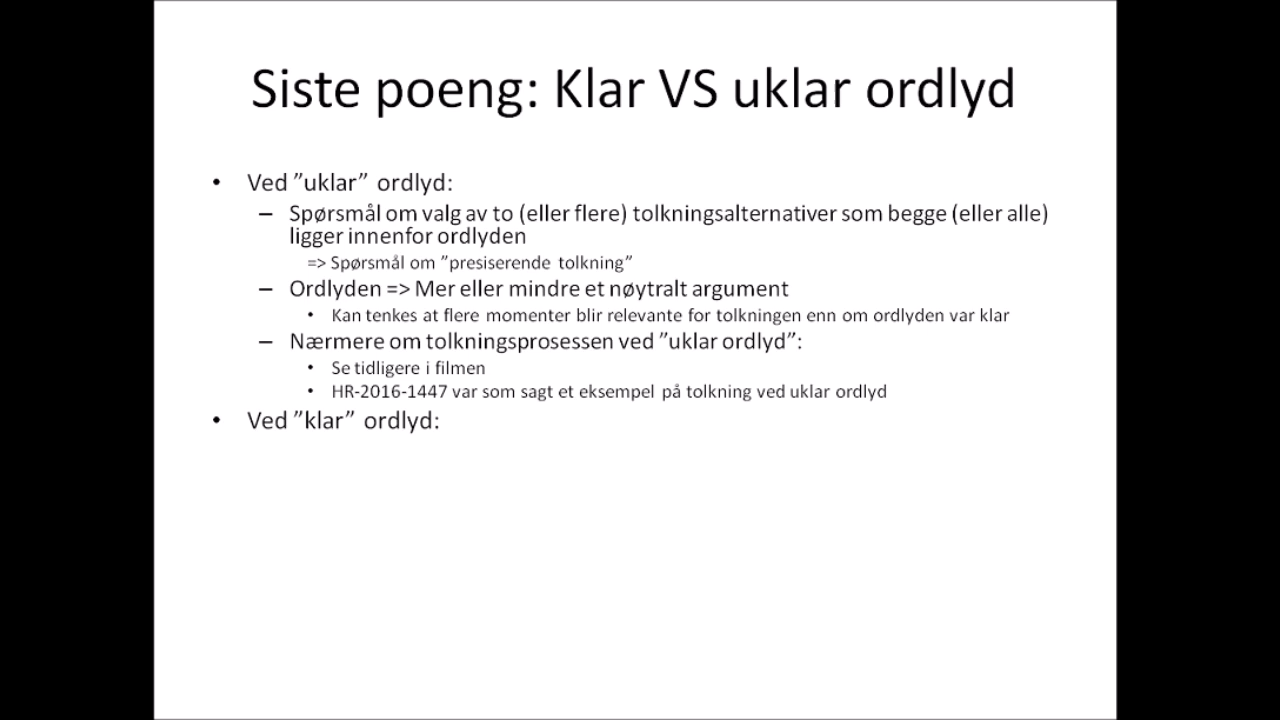 Siste poeng: Klar VS uklar ordlyd
• Ved ”uklar” ordlyd:
– Spørsmål om valg av to (eller flere) tolkningsalternativer som begge (eller alle)
ligger innenfor ordlyden
=> Spørsmål om ”presiserende tolkning”
– Ordlyden => Mer eller mindre et nøytralt argument
• Kan tenkes at flere momenter blir relevante for tolkningen enn om ordlyden var klar
– Nærmere om tolkningsprosessen ved ”uklar ordlyd”:
• Se tidligere i filmen
• HR-2016-1447 var som sagt et eksempel på tolkning ved uklar ordlyd
• Ved ”klar” ordlyd: